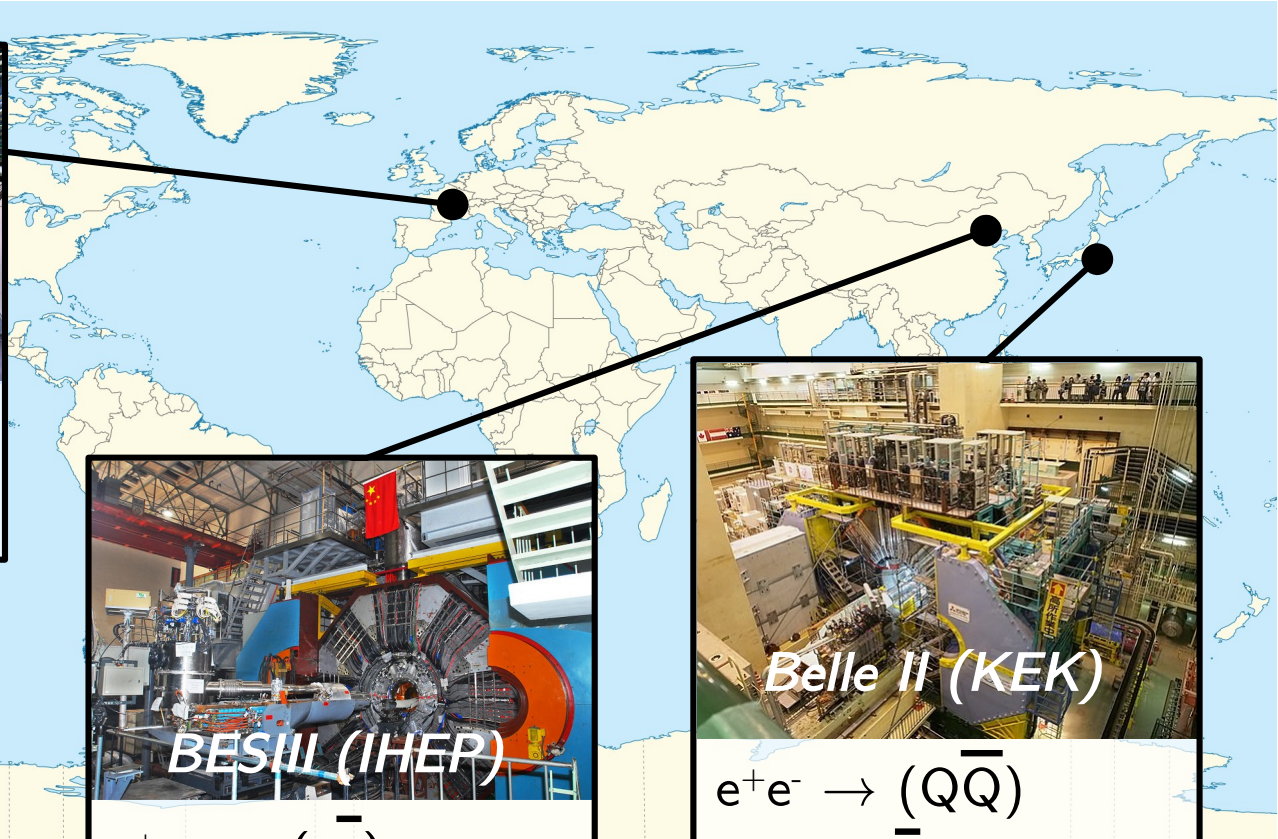 BESIII (IHEP)
Belle II (KEK)
e⁺e⁻ → (QQ̅)